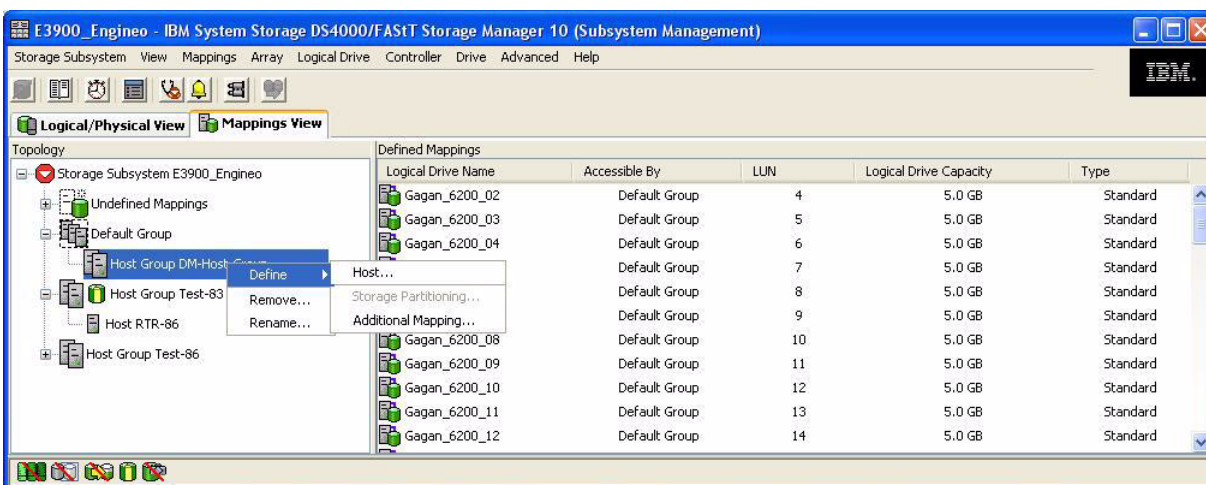 E3900_Engineo - IBM System Storage DS4000/FAStT Storage Manager 10 (Subsystem Management)
Storage Subsystem View Mappings Array Logical Drive Controller Drive Advanced Help
IBM.
Logical/Physical View Mappings View
Topology
Storage Subsystem E3900_Engineo
Undefined Mappings
Default Group
Host Group DM-Host
Host Group Test-83
Host RTR-86
Host Group Test-86
Define
Remove...
Rename...
Host...
Storage Partitioning...
Additional Mapping...
Defined Mappings
Logical Drive Name Accessible By LUN Logical Drive Capacity Type
Gagan_6200_02 Default Group 4 5.0 GB Standard
Gagan_6200_03 Default Group 5 5.0 GB Standard
Gagan_6200_04 Default Group 6 5.0 GB Standard
Default Group 7 5.0 GB Standard
Default Group 8 5.0 GB Standard
Default Group 9 5.0 GB Standard
Gagan_6200_08 Default Group 10 5.0 GB Standard
Gagan_6200_09 Default Group 11 5.0 GB Standard
Gagan_6200_10 Default Group 12 5.0 GB Standard
Gagan_6200_11 Default Group 13 5.0 GB Standard
Gagan_6200_12 Default Group 14 5.0 GB Standard